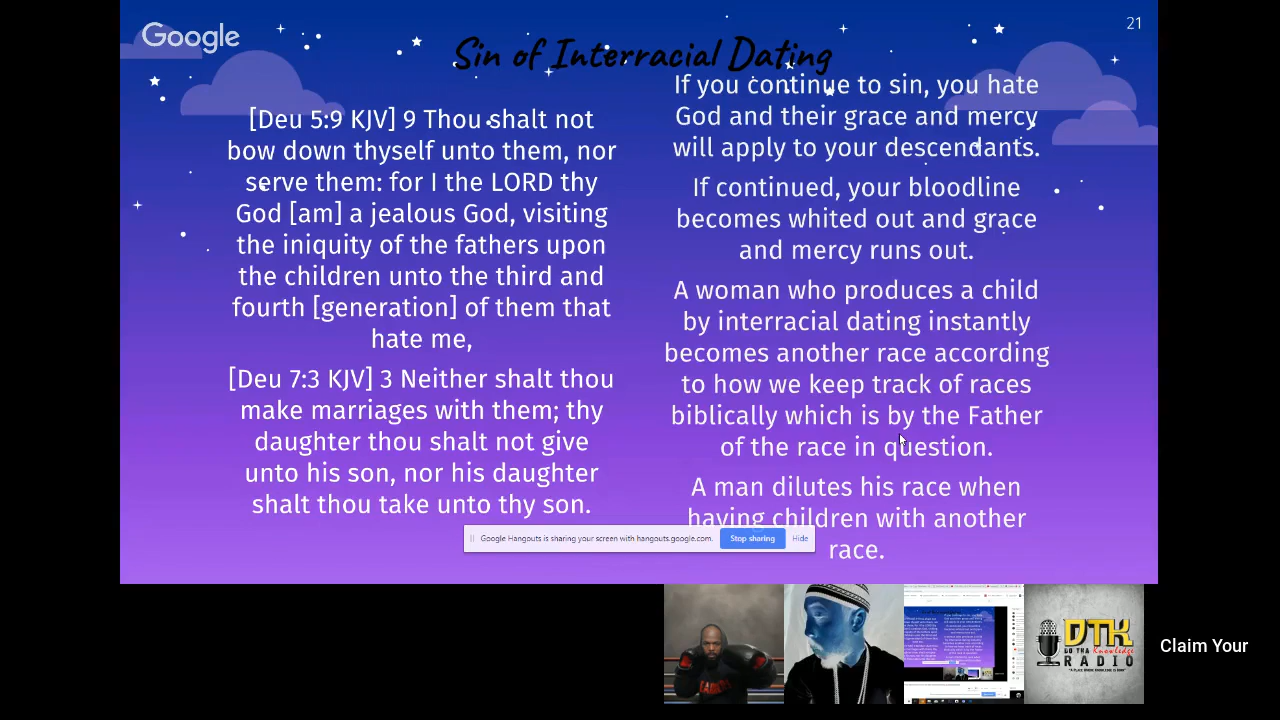 Google
21
Sin of Interracial Dating
[Deu 5:9 KJV] 9 Thou shalt not
bow down thyself unto them, nor
serve them: for I the LORD thy
God [am] a jealous God, visiting
the iniquity of the fathers upon
the children unto the third and
fourth [generation] of them that
hate me,
[Deu 7:3 KJV] 3 Neither shalt thou
make marriages with them; thy
daughter thou shalt not give
unto his son, nor his daughter
shalt thou take unto thy son.
If you continue to sin, you hate
God and their grace and mercy
will apply to your descendants.
If continued, your bloodline
becomes whited out and grace
and mercy runs out.
A woman who produces a child
by interracial dating instantly
becomes another race according
to how we keep track of races
biblically which is by the Father
of the race in question.
A man dilutes his race when
having children with another
race.
Google Hangouts is sharing your screen with hangouts.google.com.
Stop sharing
Hide
DTK
DO THA Knowledge
RADIO
"A PLACE WHERE KNOWLEDGE IS BORN"
Claim Your